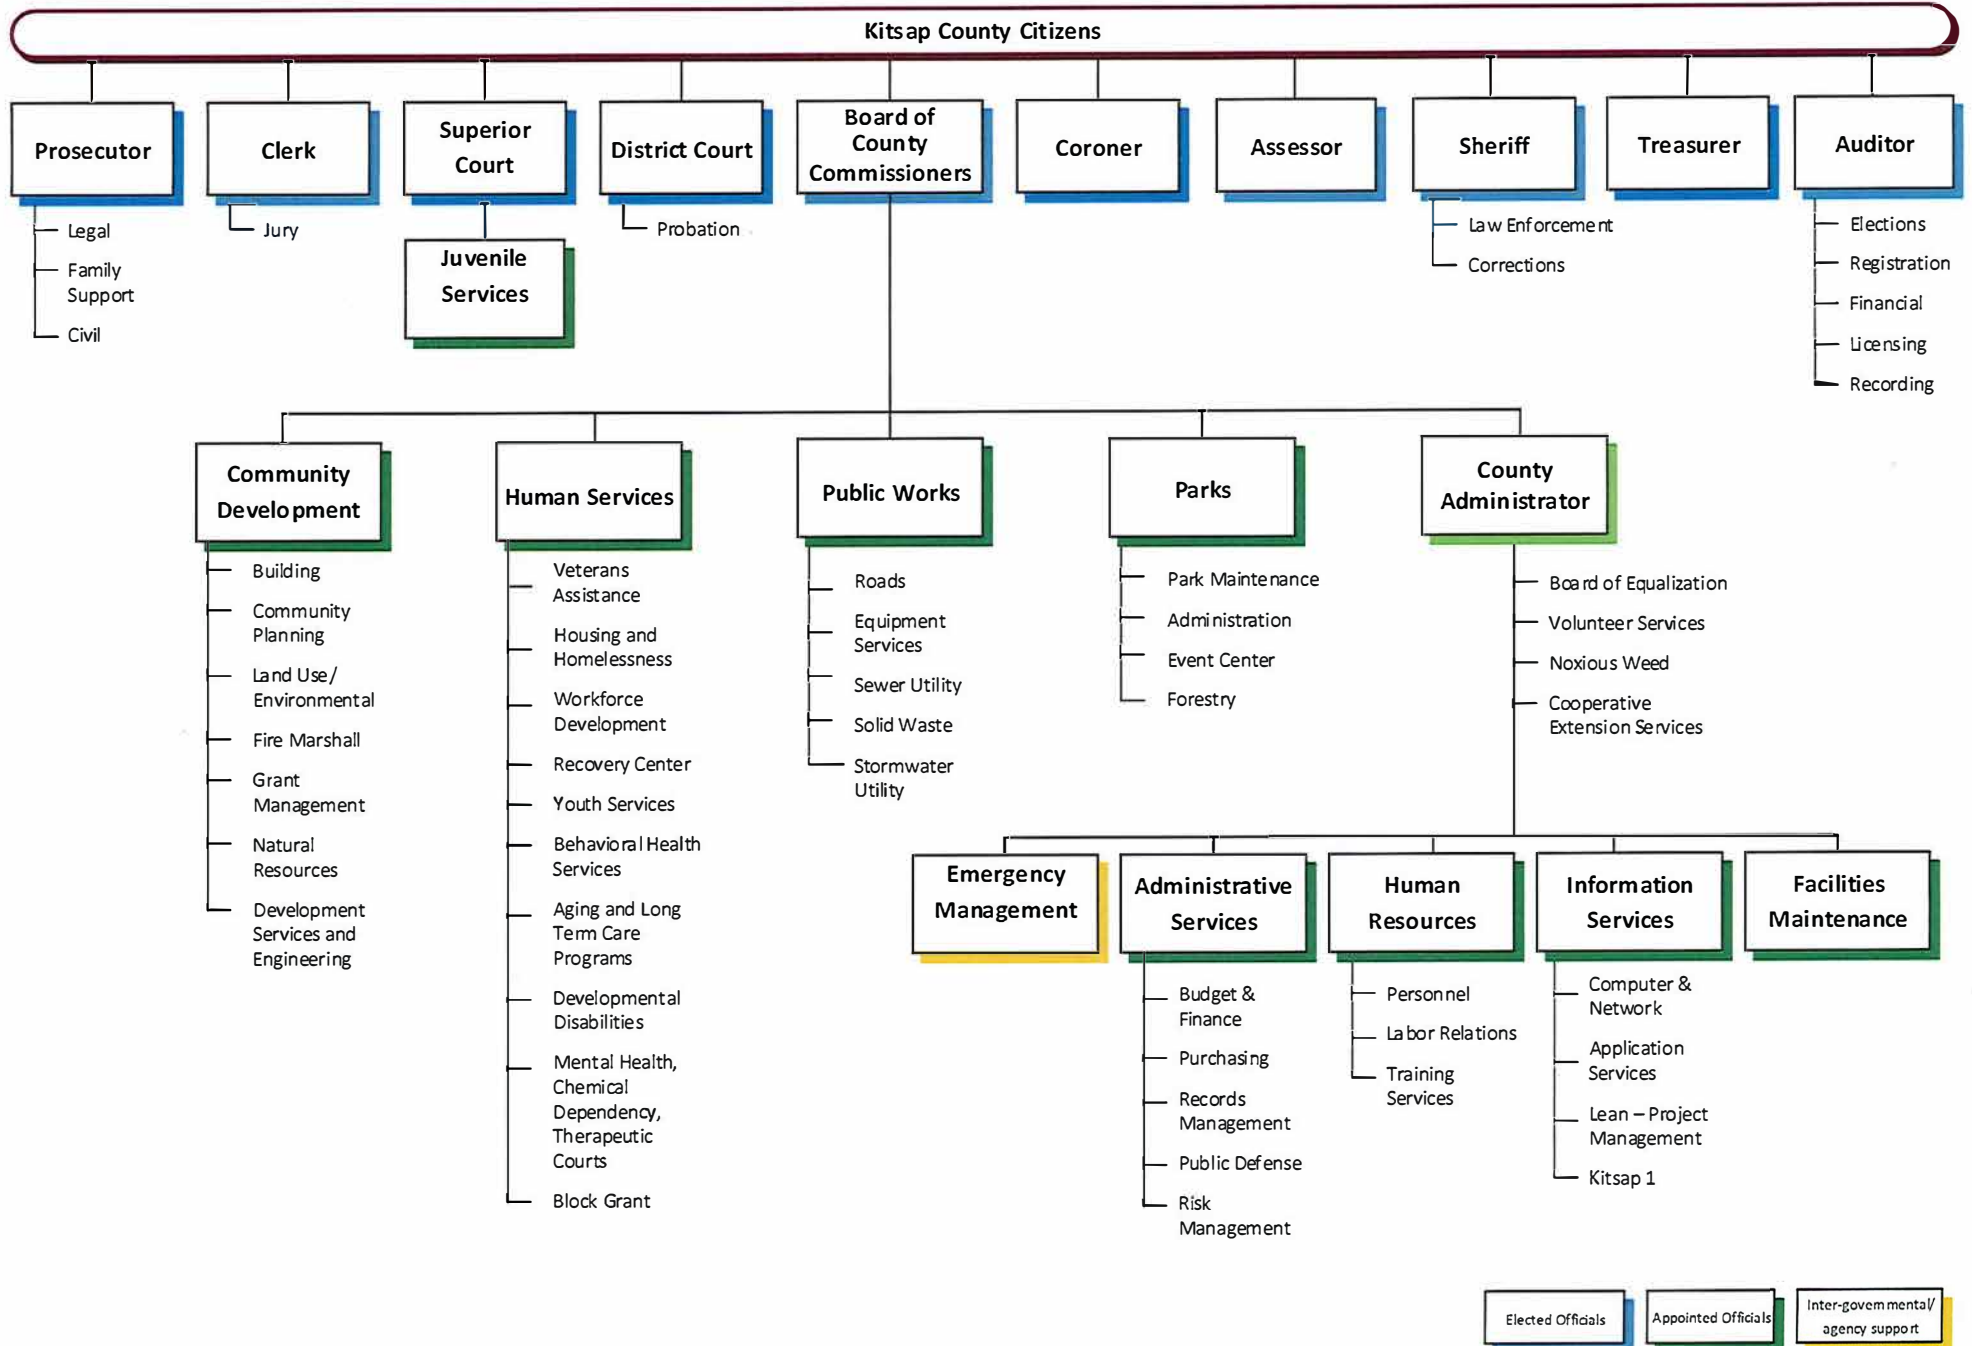 Kitsap County Citizens
Prosecutor
Legal
Family
Support
Civil
Clerk
Jury
Superior
Court
Juvenile
Services
District Court
Probation
Board of
County
Commissioners
Coroner
Assessor
Sheriff
Law Enforcement
Corrections
Treasurer
Auditor
Elections
Registration
Financial
Licensing
Recording
Community
Development
Building
Community
Planning
Land Use/
Environmental
Fire Marshall
Grant
Management
Natural
Resources
Development
Services and
Engineering
Human Services
Veterans
Assistance
Housing and
Homelessness
Workforce
Development
Recovery Center
Youth Services
Behavioral Health
Services
Aging and Long
Term Care
Programs
Developmental
Disabilities
Mental Health,
Chemical
Dependency,
Therapeutic
Courts
Block Grant
Public Works
Roads
Equipment
Services
Sewer Utility
Solid Waste
Stormwater
Utility
Parks
Park Maintenance
Administration
Event Center
Forestry
County
Administrator
Board of Equalization
Volunteer Services
Noxious Weed
Cooperative
Extension Services
Emergency
Management
Administrative
Services
Budget &
Finance
Purchasing
Records
Management
Public Defense
Risk
Management
Human
Resources
Personnel
Labor Relations
Training
Services
Information
Services
Computer &
Network
Application
Services
Lean – Project
Management
Kitsap 1
Facilities
Maintenance
Elected Officials
Appointed Officials
Inter-governmental/
agency support